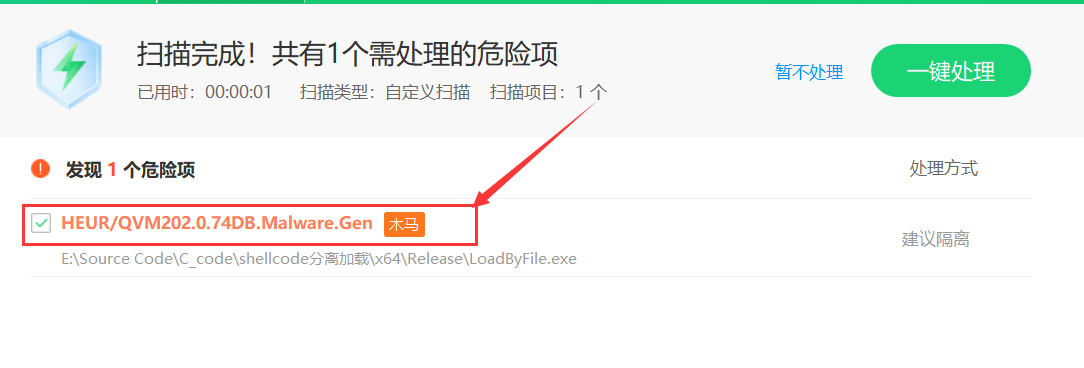 扫描完成！共有1个需处理的危险项
已用时：00:00:01 扫描类型：自定义扫描 扫描项目：1 个
暂不处理
一键处理
发现 1 个危险项
处理方式
HEUR/QVM202.0.74DB.Malware.Gen 木马
E:\Source Code\C_code\shellcode分离加载\x64\Release\LoadByFile.exe
建议隔离